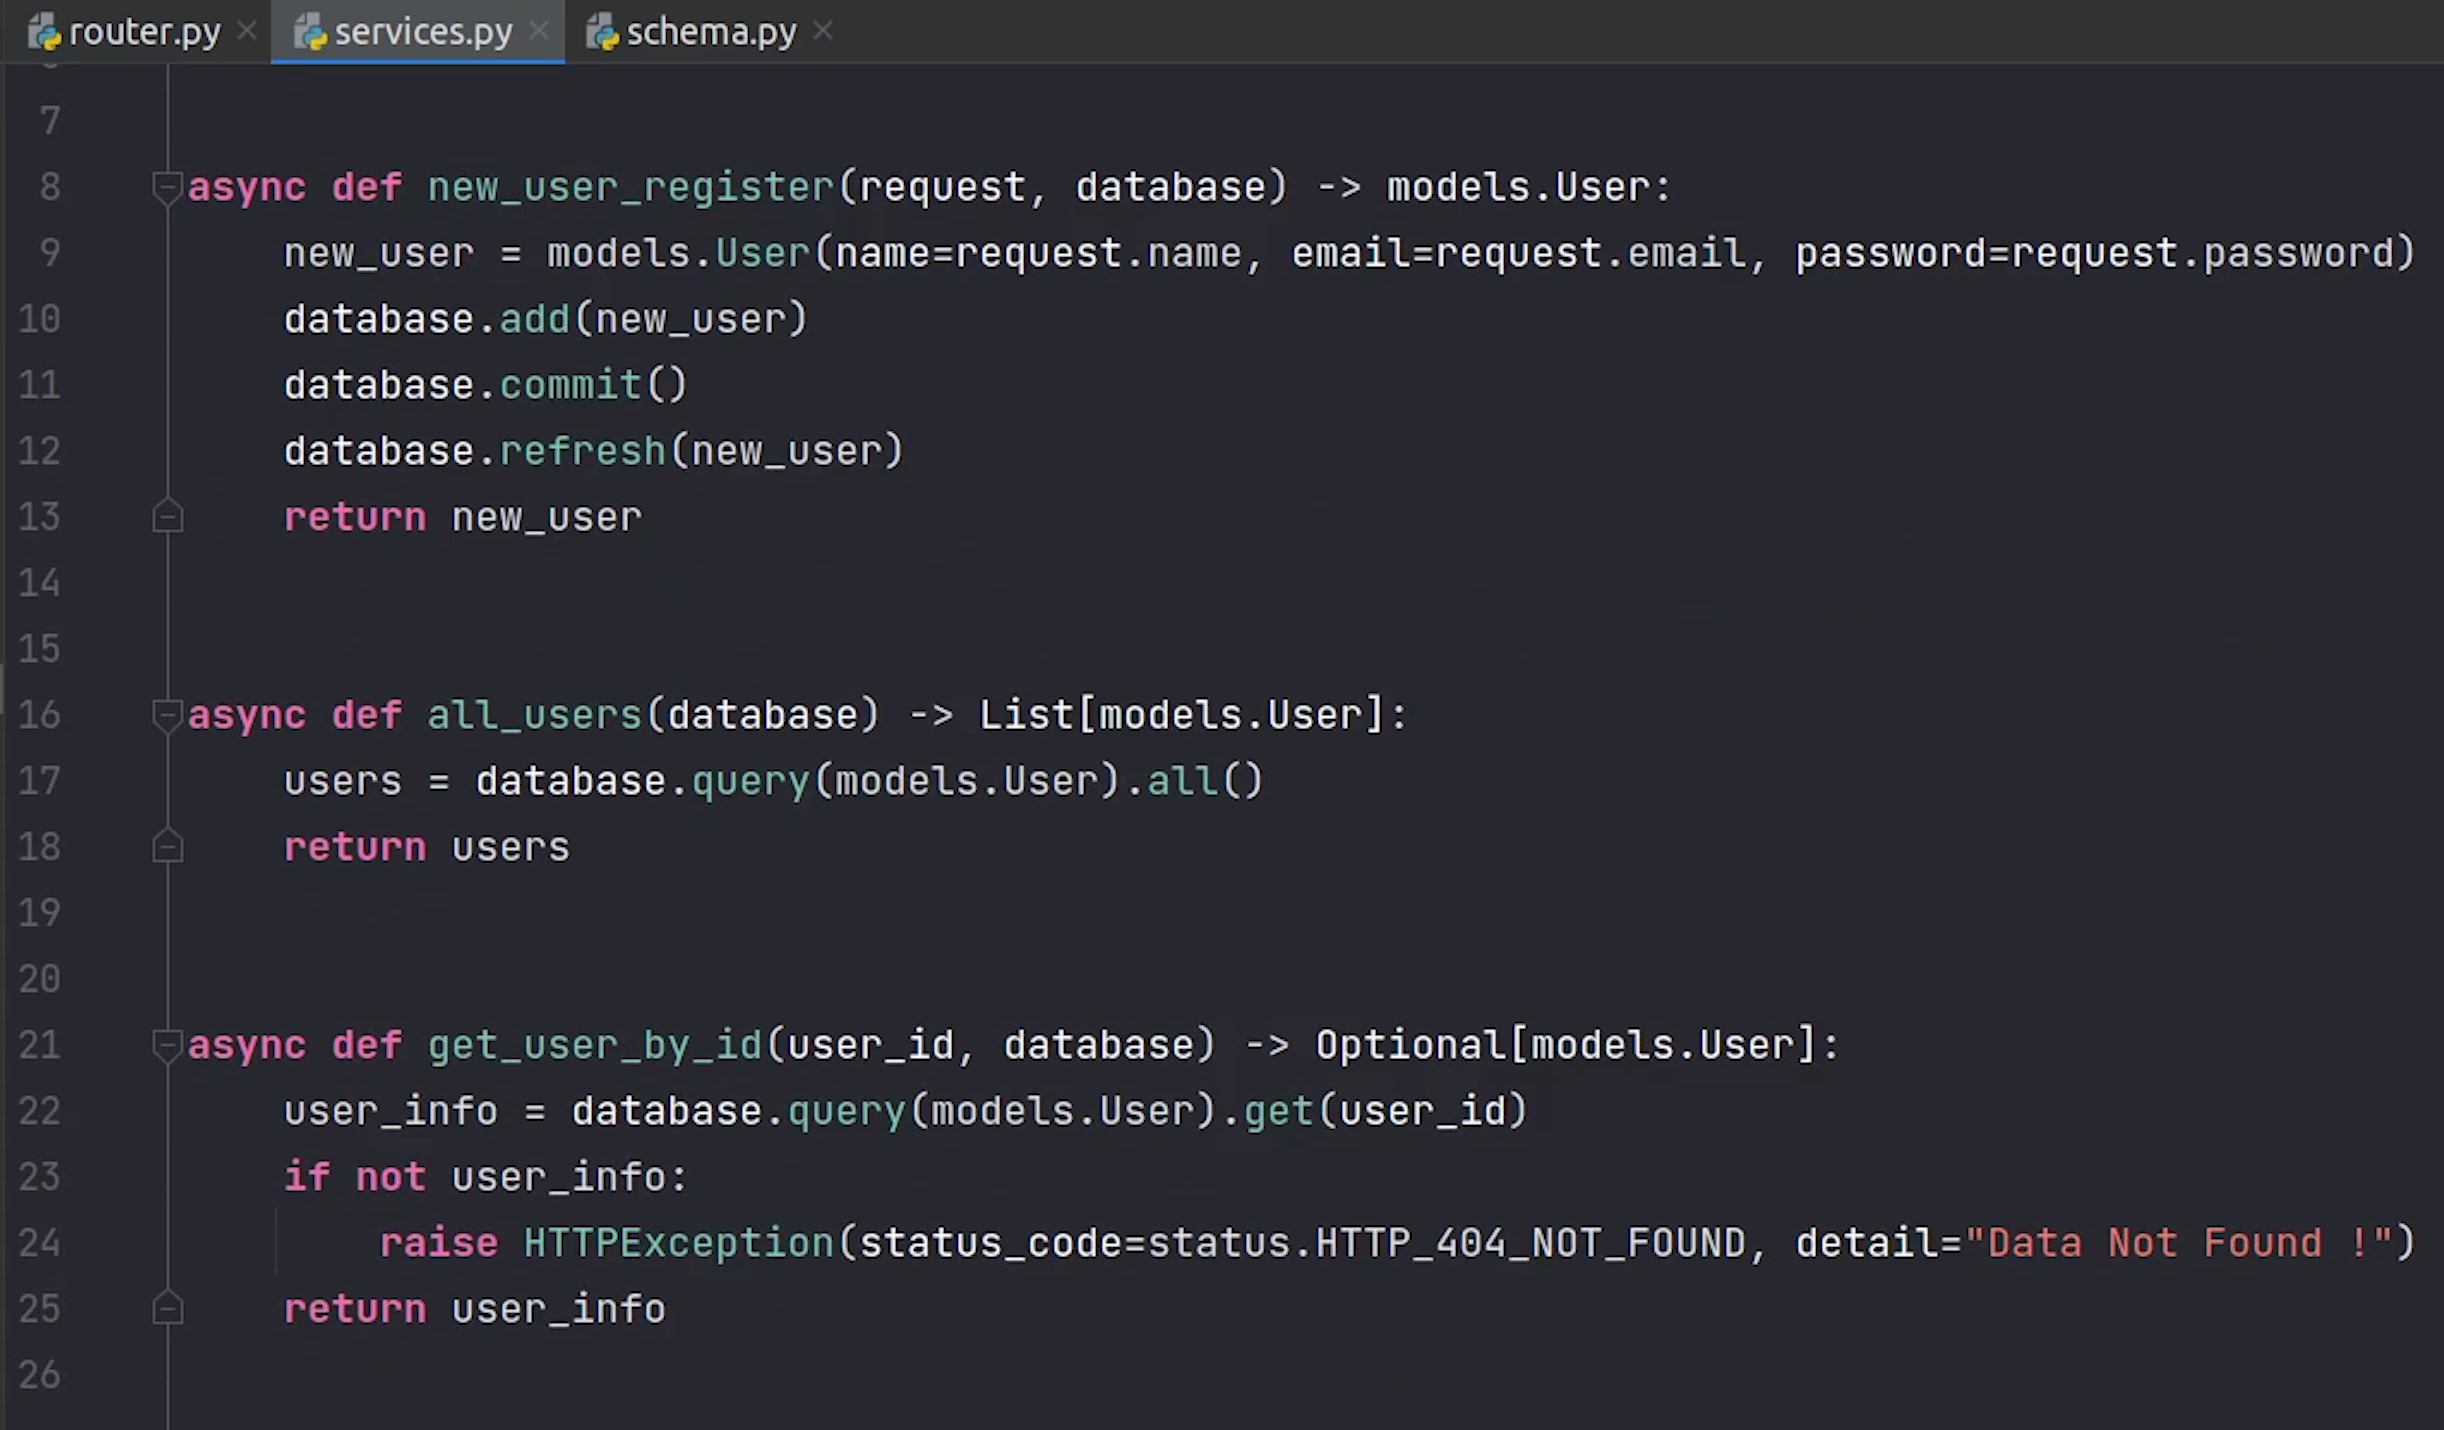 router.py × services.py × schema.py ×
7
8 async def new_user_register(request, database) -> models.User:
9     new_user = models.User(name=request.name, email=request.email, password=request.password)
10     database.add(new_user)
11     database.commit()
12     database.refresh(new_user)
13     return new_user
14
15
16 async def all_users(database) -> List[models.User]:
17     users = database.query(models.User).all()
18     return users
19
20
21 async def get_user_by_id(user_id, database) -> Optional[models.User]:
22     user_info = database.query(models.User).get(user_id)
23     if not user_info:
24         raise HTTPException(status_code=status.HTTP_404_NOT_FOUND, detail="Data Not Found !")
25     return user_info
26